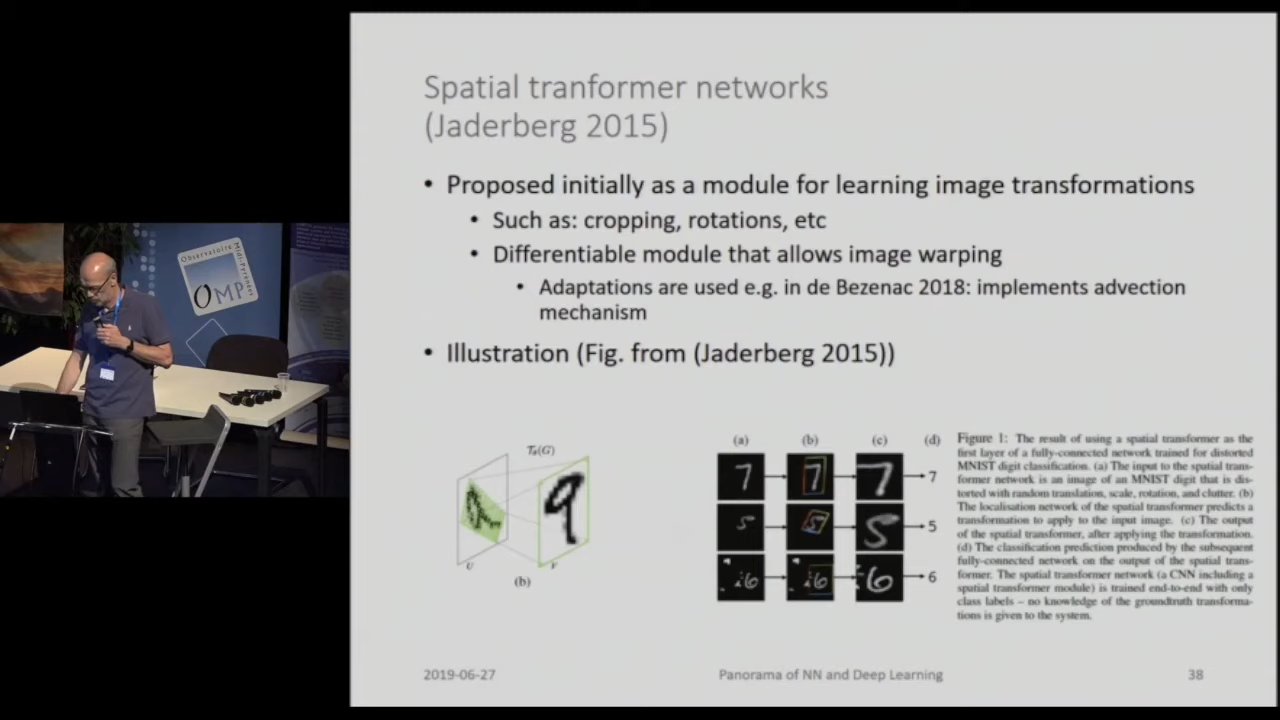 Spatial tranformer networks
(Jaderberg 2015)
• Proposed initially as a module for learning image transformations
• Such as: cropping, rotations, etc
• Differentiable module that allows image warping
• Adaptations are used e.g. in de Bezenac 2018: implements advection
mechanism
• Illustration (Fig. from (Jaderberg 2015))
Observatoire
Midi-Pyrénées
OMP
U
V
(b)
(a) (b) (c) (d)
7
5
6
Figure 1: The result of using a spatial transformer as the
first layer of a fully-connected network trained for distorted
MNIST digit classification. (a) The input to the spatial trans-
former network is an image of an MNIST digit that is dis-
torted with random translation, scale, rotation, and clutter. (b)
The localisation network of the spatial transformer predicts a
transformation to apply to the input image. (c) The output
of the spatial transformer, after applying the transformation.
(d) The classification prediction produced by the subsequent
fully-connected network on the output of the spatial trans-
former. The spatial transformer network (a CNN including a
spatial transformer module) is trained end-to-end with only
class labels – no knowledge of the groundtruth transforma-
tions is given to the system.
2019-06-27
Panorama of NN and Deep Learning
38